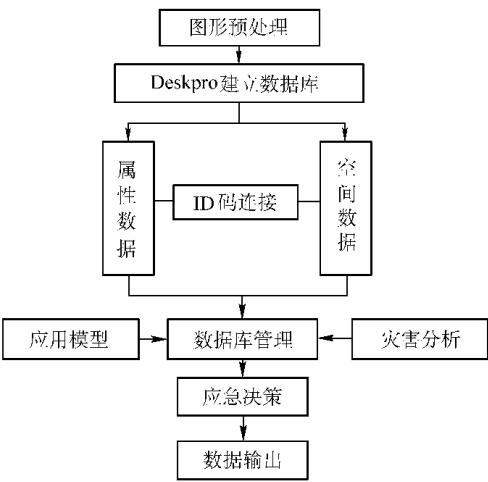 图形预处理
Deskpro建立数据库
属性数据
ID码连接
空间数据
应用模型
数据库管理
灾害分析
应急决策
数据输出